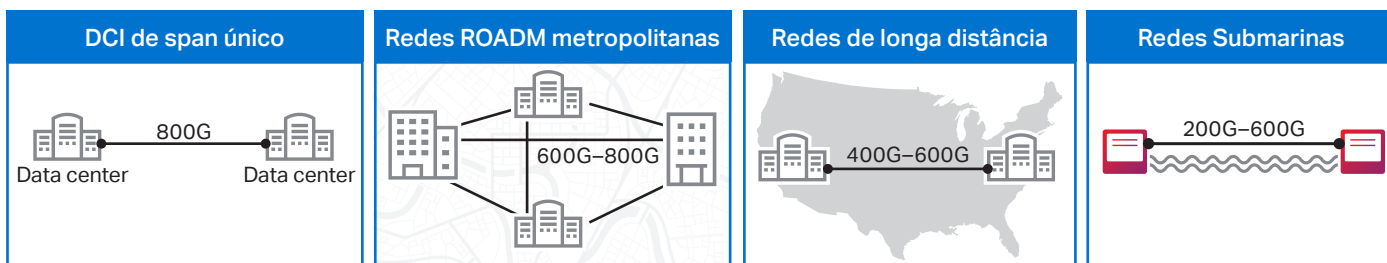 DCI de span único
800G
Data center
Data center
Redes ROADM metropolitanas
600G–800G
Redes de longa distância
400G–600G
Redes Submarinas
200G–600G